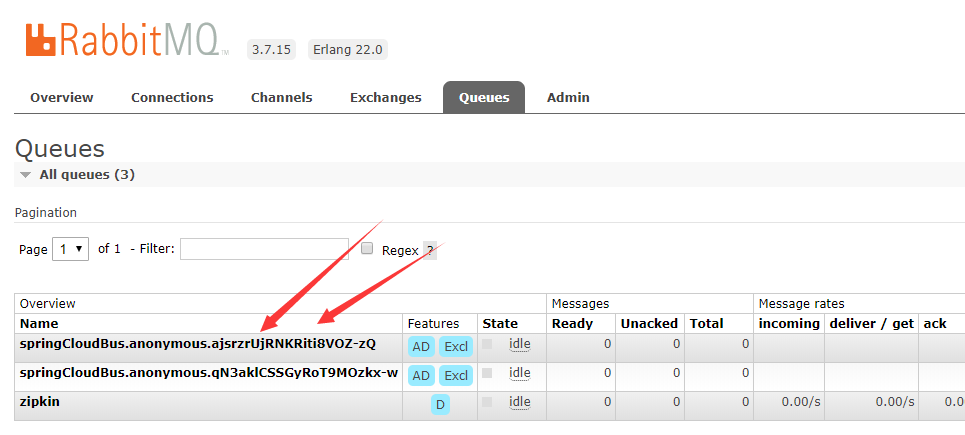 RabbitMQ TM 3.7.15 Erlang 22.0
Overview Connections Channels Exchanges Queues Admin
Queues
All queues (3)
Pagination
Page 1 of 1 - Filter: Regex ?
Overview Messages Message rates
Name Features State Ready Unacked Total incoming deliver / get ack
springCloudBus.anonymous.ajsrzrUjRNKRiti8VOZ-zQ AD Excl idle 0 0 0
springCloudBus.anonymous.qN3aklCSSGyRoT9MOzkx-w AD Excl idle 0 0 0
zipkin D idle 0 0 0 0.00/s 0.00/s 0.0